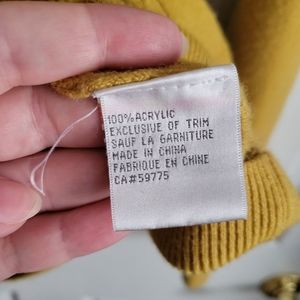 100% ACRYLIC
EXCLUSIVE OF TRIM
SAUF LA GARNITURE
MADE IN CHINA
FABRIQUE EN CHINE
CA#59775